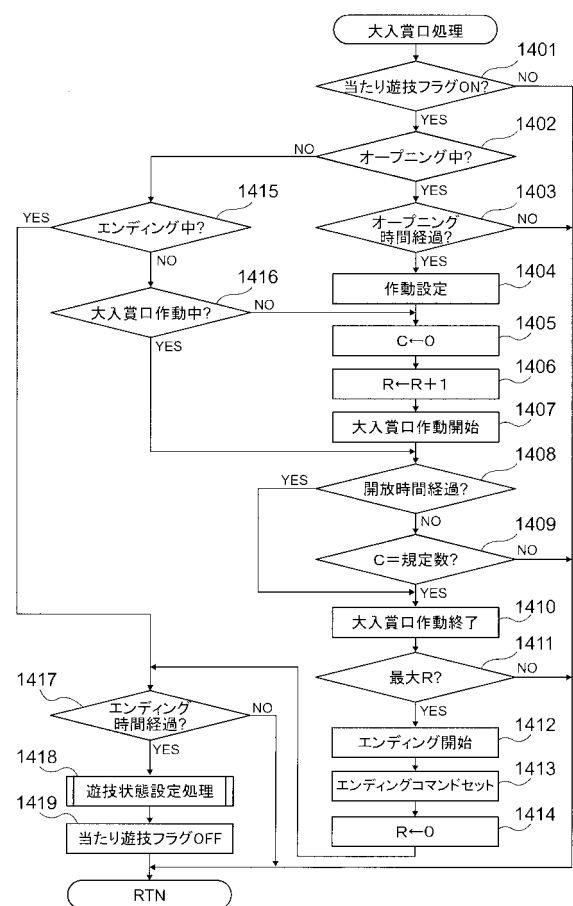 大入賞口処理
1401
当たり遊技フラグON?
NO
YES
1402
オープニング中?
NO
YES
1415
エンディング中?
YES
NO
1403
オープニング
時間経過?
NO
YES
1416
大入賞口作動中?
NO
YES
1404
作動設定
1405
C←0
1406
R←R+1
1407
大入賞口作動開始
1408
開放時間経過?
YES
NO
1409
C=規定数?
NO
YES
1410
大入賞口作動終了
1411
最大R?
NO
YES
1412
エンディング開始
1413
エンディングコマンドセット
1414
R←0
1417
エンディング
時間経過?
NO
YES
1418
遊技状態設定処理
1419
当たり遊技フラグOFF
RTN